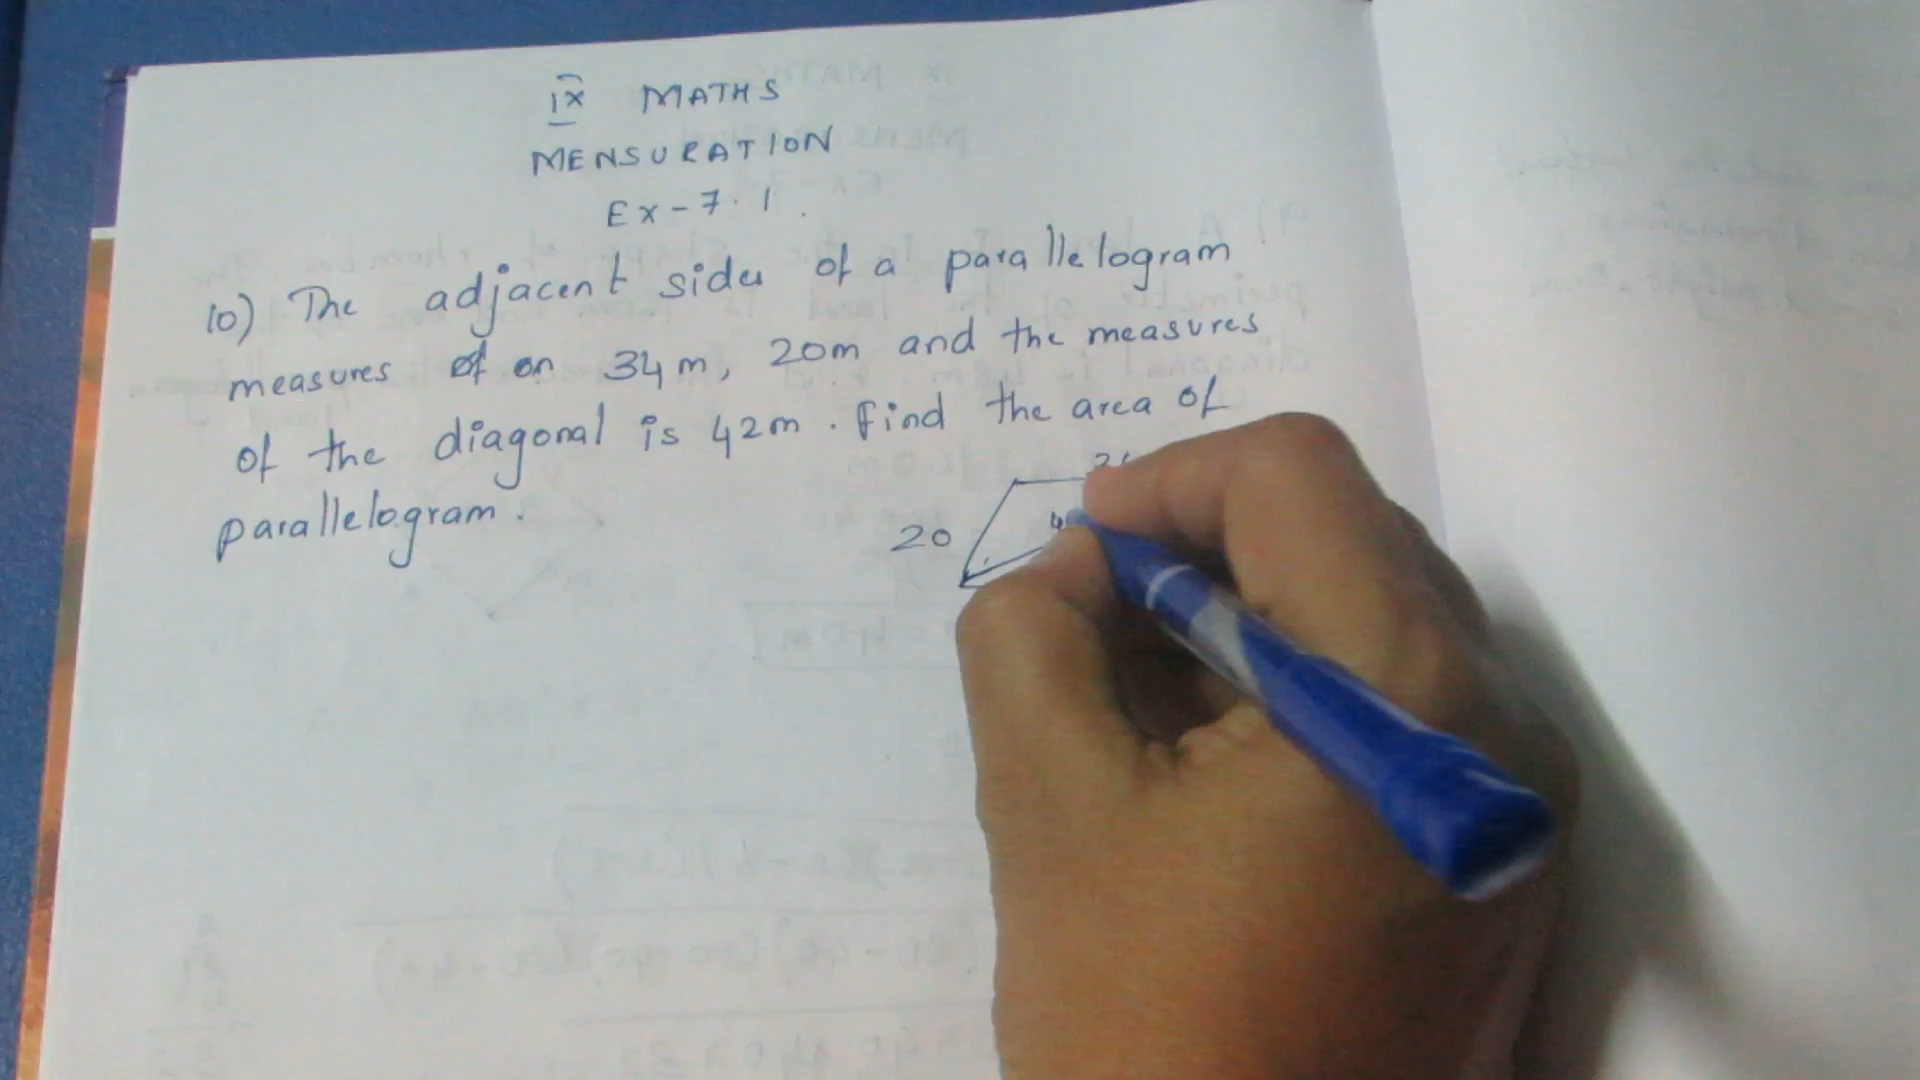 IX MATHS
MENSURATION
Ex - 7.1.
10) The adjacent sides of a parallelogram
measures of on 34 m, 20m and the measures
of the diagonal is 42m. Find the area of
parallelogram.
20